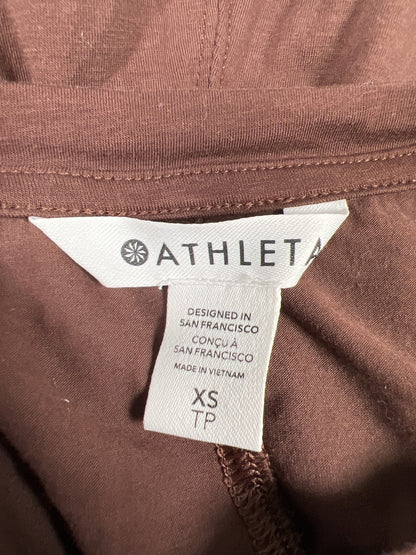 ATHLETA
DESIGNED IN
SAN FRANCISCO
CONÇU À
SAN FRANCISCO
MADE IN VIETNAM
XS
TP